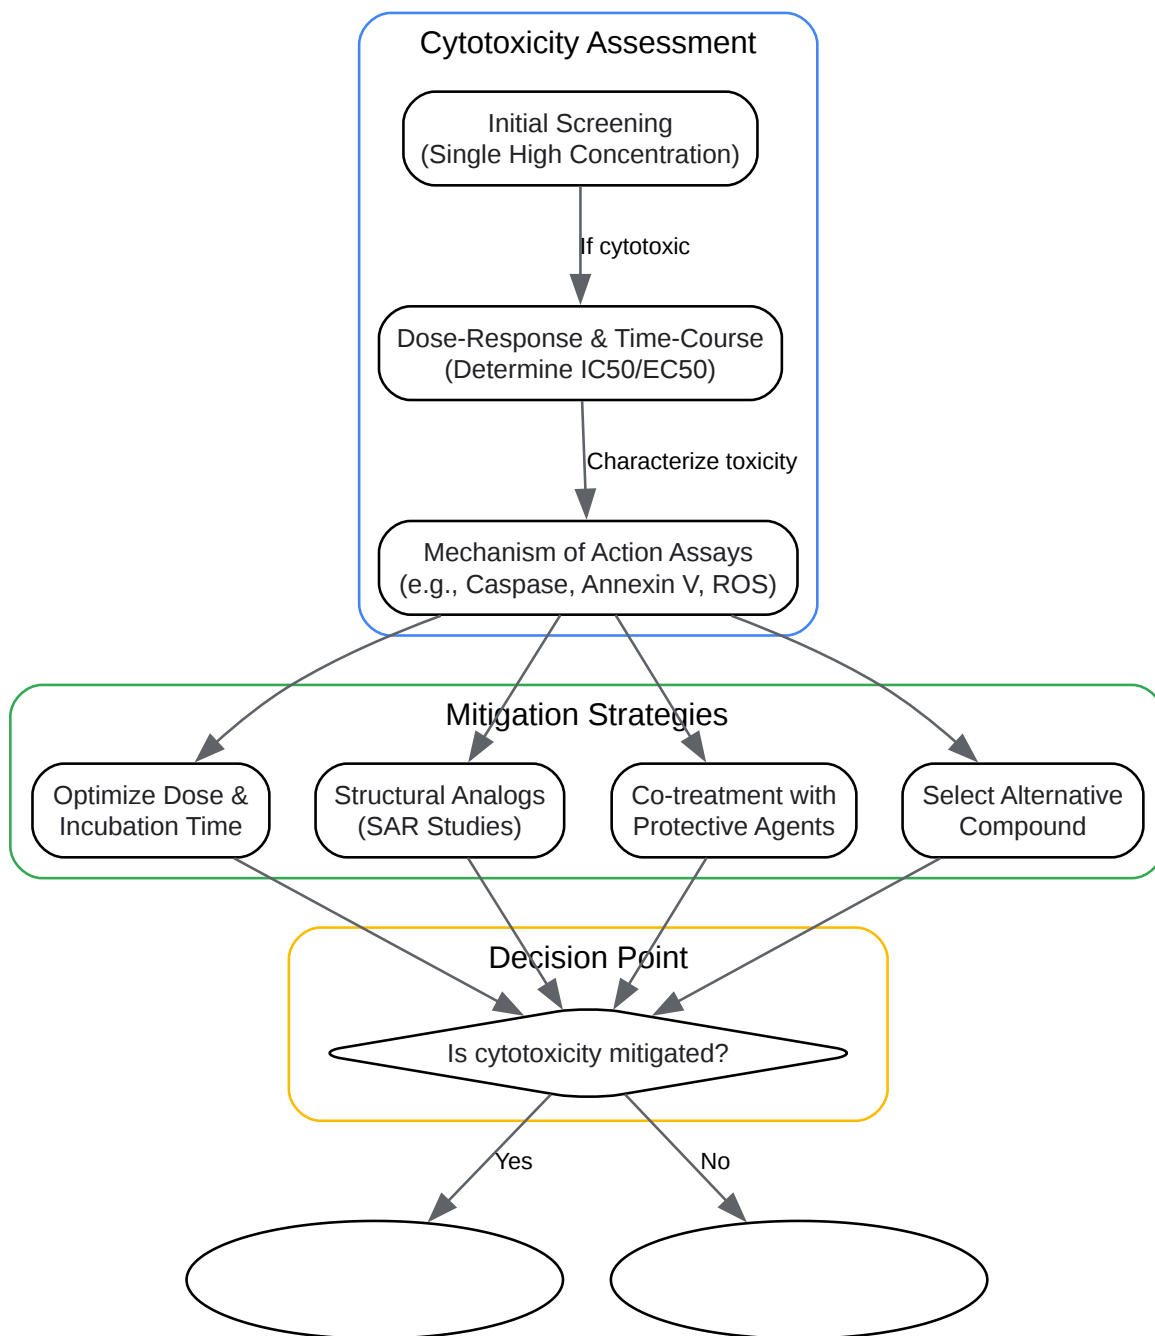 Cytotoxicity Assessment
Initial Screening
(Single High Concentration)
If cytotoxic
Dose-Response & Time-Course
(Determine IC50/EC50)
Characterize toxicity
Mechanism of Action Assays
(e.g., Caspase, Annexin V, ROS)
Mitigation Strategies
Optimize Dose &
Incubation Time
Structural Analogs
(SAR Studies)
Co-treatment with
Protective Agents
Select Alternative
Compound
Decision Point
Is cytotoxicity mitigated?
Yes
No